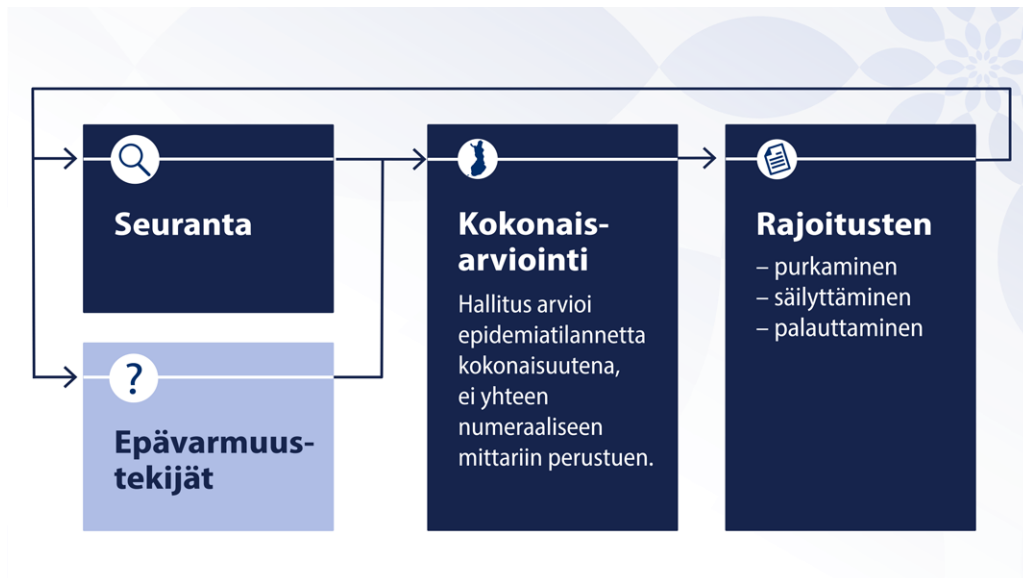 Seuranta
?
Epävarmuus-
tekijät
Kokonais-
arviointi
Hallitus arvioi
epidemiatilannetta
kokonaisuutena,
ei yhteen
numeraaliseen
mittariin perustuen.
Rajoitusten
– purkaminen
– säilyttäminen
– palauttaminen